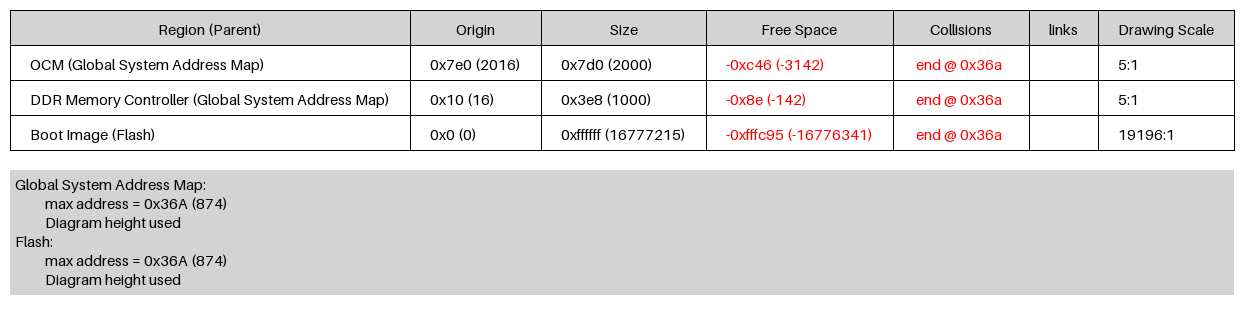 Region (Parent) Origin Size Free Space Collisions links Drawing Scale
OCM (Global System Address Map) 0x7e0 (2016) 0x7d0 (2000) -0xc46 (-3142) end @ 0x36a 5:1
DDR Memory Controller (Global System Address Map) 0x10 (16) 0x3e8 (1000) -0x8e (-142) end @ 0x36a 5:1
Boot Image (Flash) 0x0 (0) 0xffffff (16777215) -0xfffc95 (-16776341) end @ 0x36a 19196:1
Global System Address Map:
max address = 0x36A (874)
Diagram height used
Flash:
max address = 0x36A (874)
Diagram height used